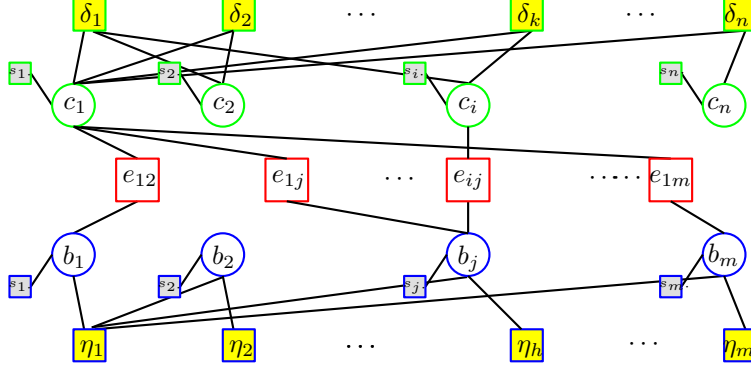 δ₁ δ₂ ⋯ δₖ ⋯ δₙ
s₁. s₂. sᵢ. sₙ.
c₁ c₂ cᵢ cₙ
e₁₂ e₁ⱼ ⋯ eᵢⱼ ⋯⋯ e₁ₘ
b₁ b₂ bⱼ bₘ
s₁. s₂. sⱼ. sₘ.
η₁ η₂ ⋯ ηₕ ⋯ ηₘ